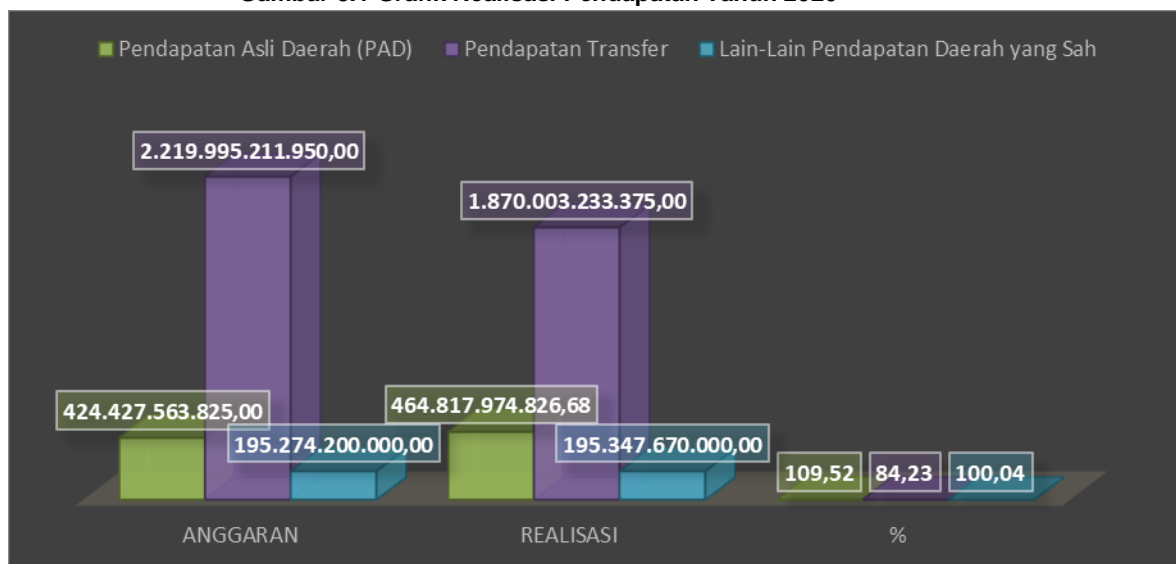 Pendapatan Asli Daerah (PAD) Pendapatan Transfer Lain-Lain Pendapatan Daerah yang Sah
2.219.995.211.950,00
1.870.003.233.375,00
424.427.563.825,00
464.817.974.826,68
195.274.200.000,00
195.347.670.000,00
109,52 84,23 100,04
ANGGARAN REALISASI %